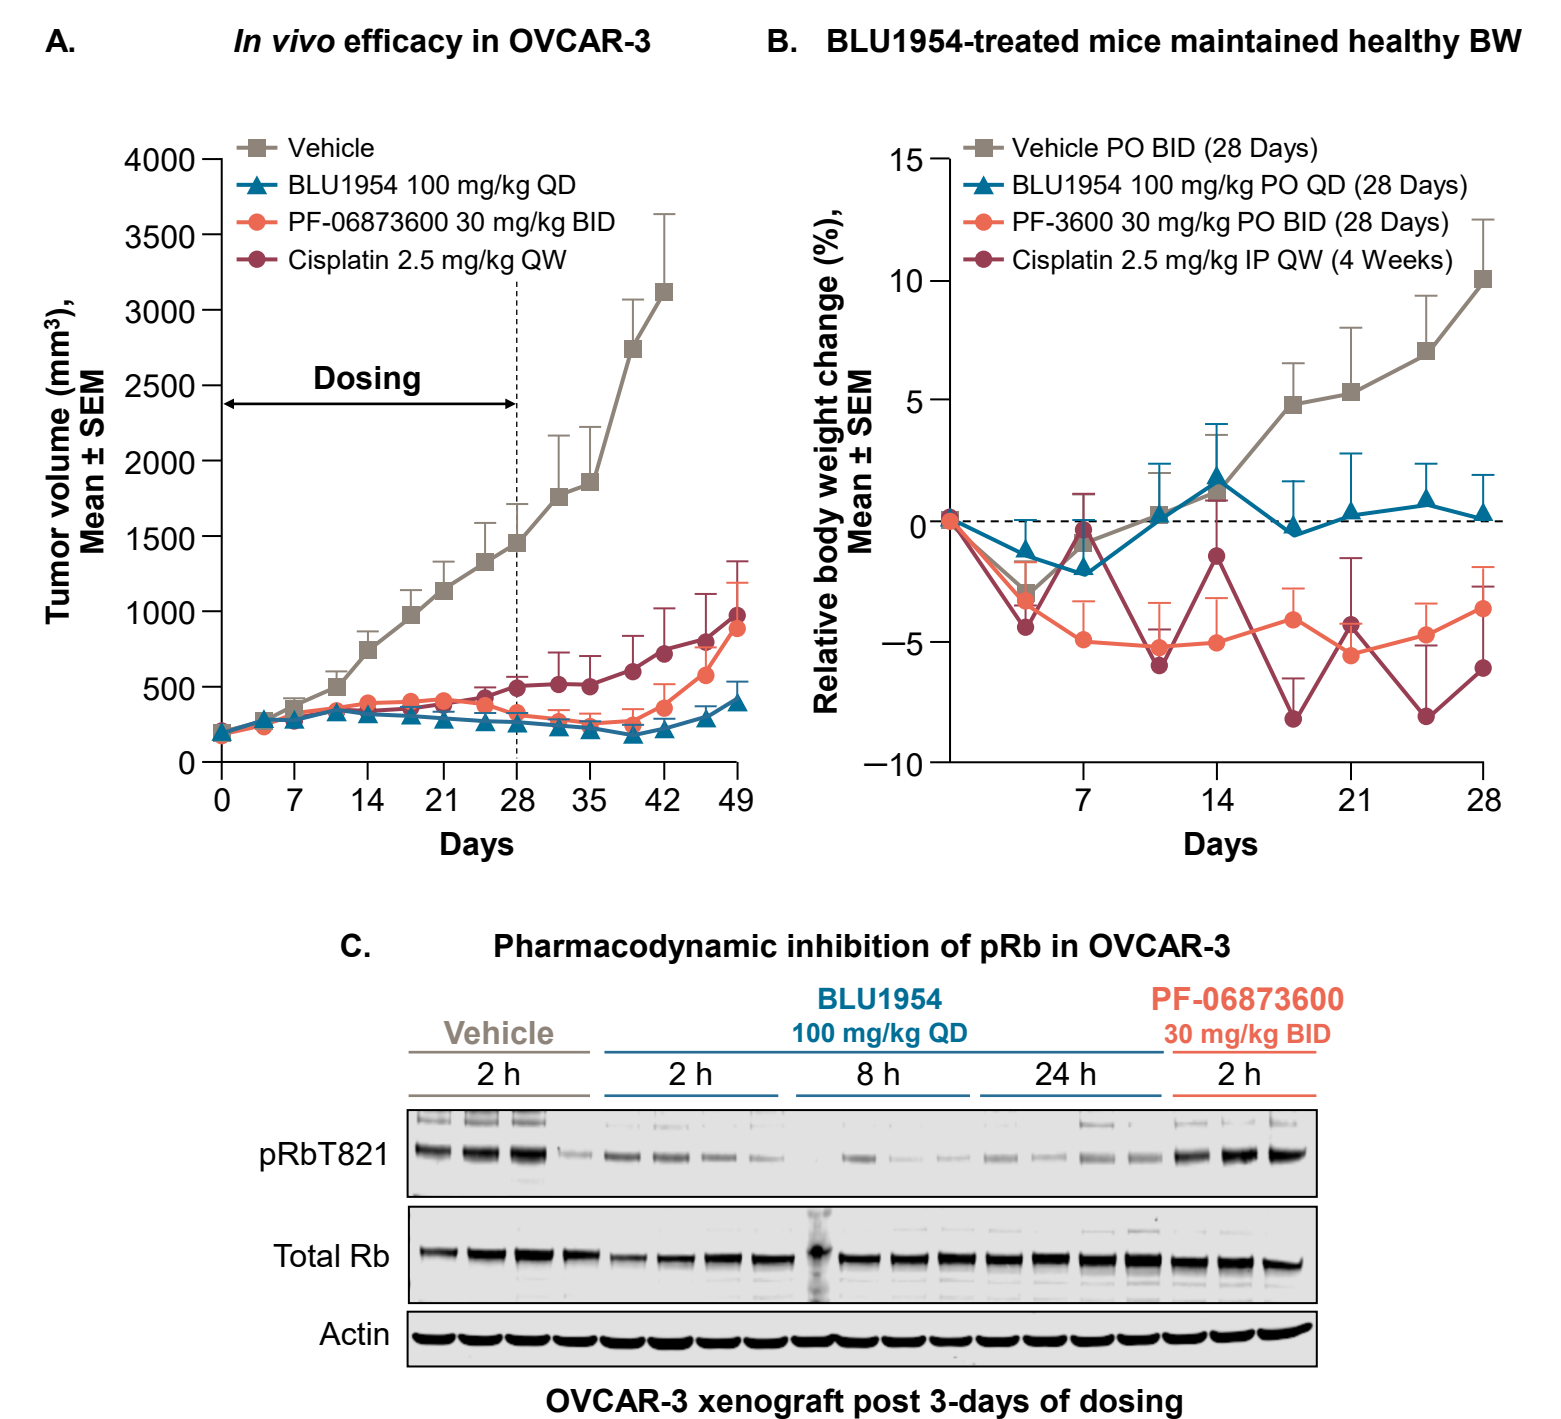 A.
In vivo efficacy in OVCAR-3
Vehicle
BLU1954 100 mg/kg QD
PF-06873600 30 mg/kg BID
Cisplatin 2.5 mg/kg QW
Dosing
Tumor volume (mm³),
Mean ± SEM
4000
3500
3000
2500
2000
1500
1000
500
0
0 7 14 21 28 35 42 49
Days
B.
BLU1954-treated mice maintained healthy BW
Vehicle PO BID (28 Days)
BLU1954 100 mg/kg PO QD (28 Days)
PF-3600 30 mg/kg PO BID (28 Days)
Cisplatin 2.5 mg/kg IP QW (4 Weeks)
Relative body weight change (%),
Mean ± SEM
15
10
5
0
−5
−10
7 14 21 28
Days
C.
Pharmacodynamic inhibition of pRb in OVCAR-3
Vehicle
BLU1954
100 mg/kg QD
PF-06873600
30 mg/kg BID
2 h 2 h 8 h 24 h 2 h
pRbT821
Total Rb
Actin
OVCAR-3 xenograft post 3-days of dosing